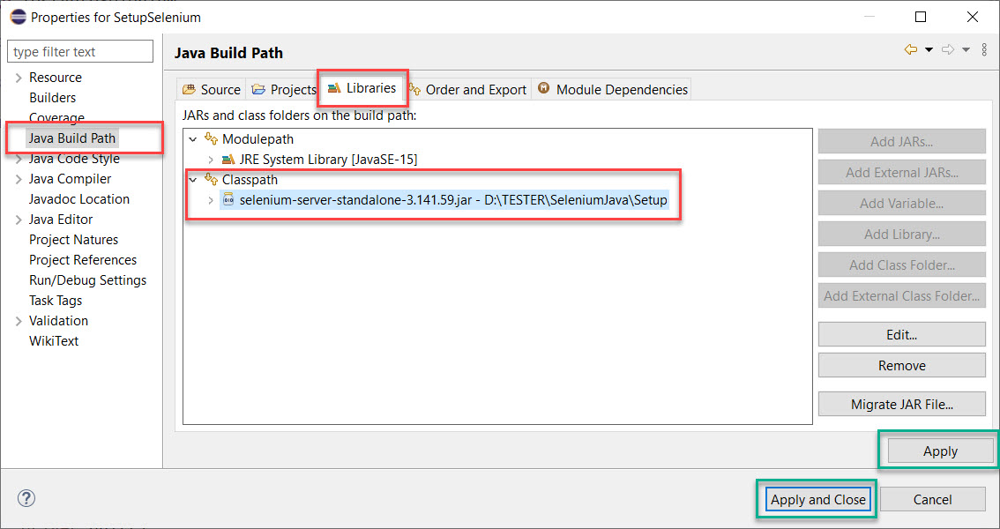 Properties for SetupSelenium
type filter text
Resource
Builders
Coverage
Java Build Path
Java Code Style
Java Compiler
Javadoc Location
Java Editor
Project Natures
Project References
Run/Debug Settings
Task Tags
Validation
WikiText
Java Build Path
Source Projects Libraries Order and Export Module Dependencies
JARs and class folders on the build path:
Modulepath
JRE System Library [JavaSE-15]
Classpath
selenium-server-standalone-3.141.59.jar - D:\TESTER\SeleniumJava\Setup
Add JARs...
Add External JARs...
Add Variable...
Add Library...
Add Class Folder...
Add External Class Folder...
Edit...
Remove
Migrate JAR File...
Apply
Apply and Close Cancel